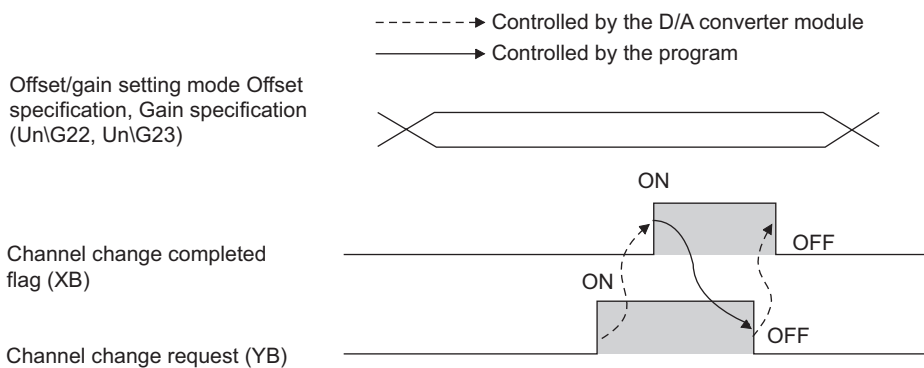 Controlled by the D/A converter module
Controlled by the program
Offset/gain setting mode Offset
specification, Gain specification
(Un\G22, Un\G23)
ON
Channel change completed
flag (XB)
OFF
ON
OFF
Channel change request (YB)